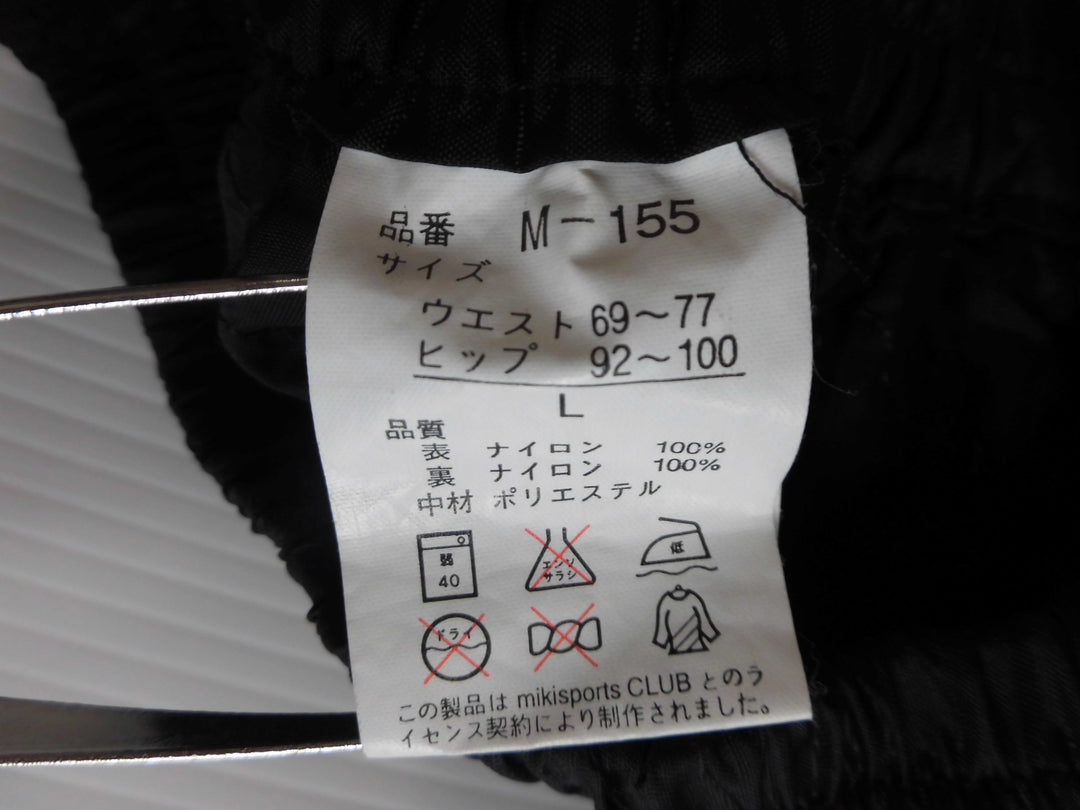 品番 M-155
サイズ
ウエスト 69~77
ヒップ 92~100
L
品質
表 ナイロン 100%
裏 ナイロン 100%
中材 ポリエステル
弱
40
エンソ
サラシ
低
ドライ
この製品は mikisports CLUB とのラ
イセンス契約により制作されました。